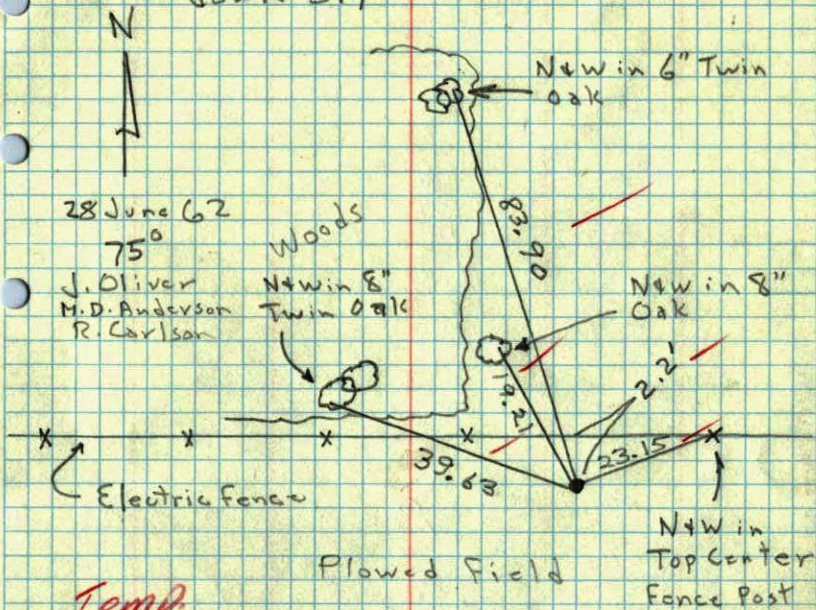 N
N&W in 6" Twin
Oak
28 June 62
75°
J. Oliver
M.D. Anderson
R. Carlson
Woods
83.90
N&W in 8"
Twin Oak
N&W in 8"
Oak
19.21
2.2'
39.63
23.15
Electric Fence
N&W in
Top Center
Fence Post
Plowed Field
Temp.